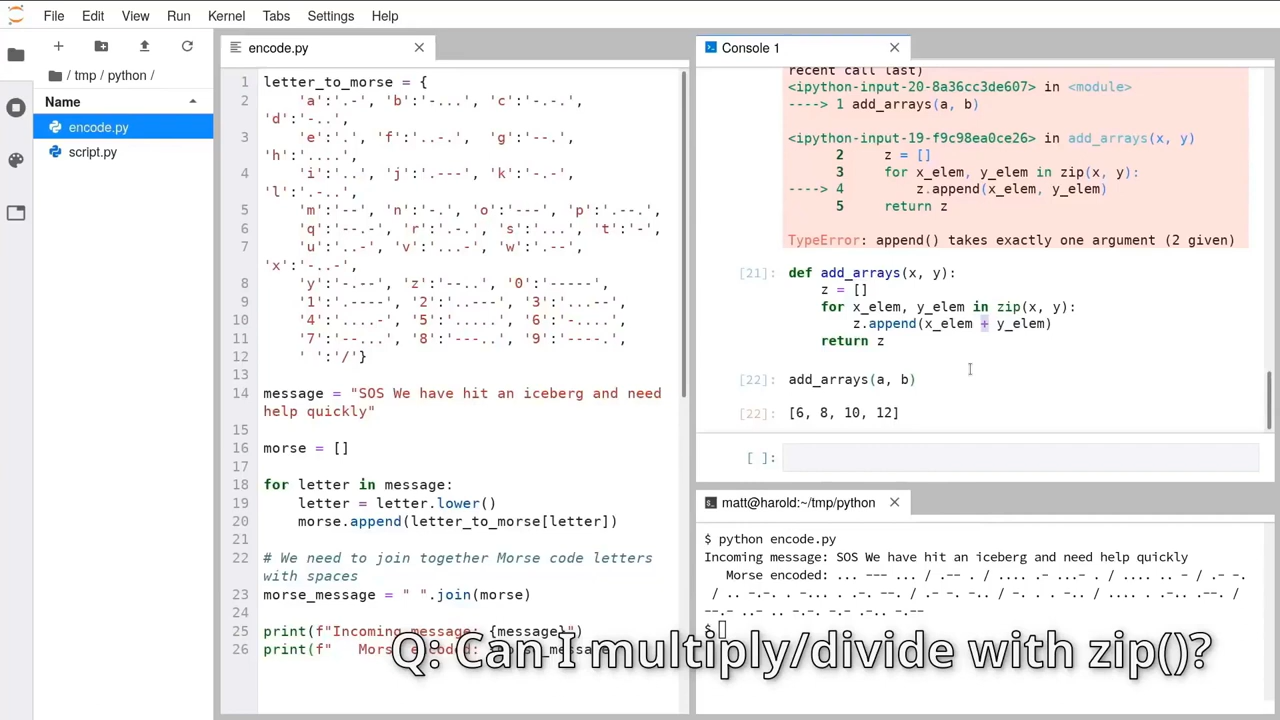 File Edit View Run Kernel Tabs Settings Help
/ tmp / python /
Name
encode.py
script.py
encode.py
1 letter_to_morse = {
2 'a':'.-', 'b':'-...', 'c':'-.-.',
'd':'-..',
3 'e':'.', 'f':'..-.', 'g':'--.',
'h':'....',
4 'i':'..', 'j':'.---', 'k':'-.-',
'l':'.-..',
5 'm':'--', 'n':'-.', 'o':'---', 'p':'.--.',
6 'q':'--.-', 'r':'.-.', 's':'...', 't':'-',
7 'u':'..-', 'v':'...-', 'w':'.--',
'x':'-..-',
8 'y':'-.--', 'z':'--..', '0':'-----',
9 '1':'.----', '2':'..---', '3':'...--',
10 '4':'....-', '5':'.....', '6':'-....',
11 '7':'--...', '8':'---..', '9':'----.',
12 ' ':'/'}
13
14 message = "SOS We have hit an iceberg and need
help quickly"
15
16 morse = []
17
18 for letter in message:
19 letter = letter.lower()
20 morse.append(letter_to_morse[letter])
21
22 # We need to join together Morse code letters
with spaces
23 morse_message = " ".join(morse)
24
25 print(f"Incoming message: {message}")
26 print(f" Mors encoded: message
Console 1
recent call last)
<ipython-input-20-8a36cc3de607> in <module>
----> 1 add_arrays(a, b)
<ipython-input-19-f9c98ea0ce26> in add_arrays(x, y)
2 z = []
3 for x_elem, y_elem in zip(x, y):
----> 4 z.append(x_elem, y_elem)
5 return z
TypeError: append() takes exactly one argument (2 given)
[21]: def add_arrays(x, y):
z = []
for x_elem, y_elem in zip(x, y):
z.append(x_elem + y_elem)
return z
[22]: add_arrays(a, b)
[22]: [6, 8, 10, 12]
[ ]:
matt@harold:~/tmp/python
$ python encode.py
Incoming message: SOS We have hit an iceberg and need help quickly
Morse encoded: ... --- ... / .-- . / .... .- ...- . / .... .. - / .- -.
/ .. -.-. . -... . .-. --. / .- -. -.. / -. . . -.. / .... . .-.. .--. /
--.- ..- .. -.-. -.- .-.. -.--
$
Q: Can I multiply/divide with zip()?